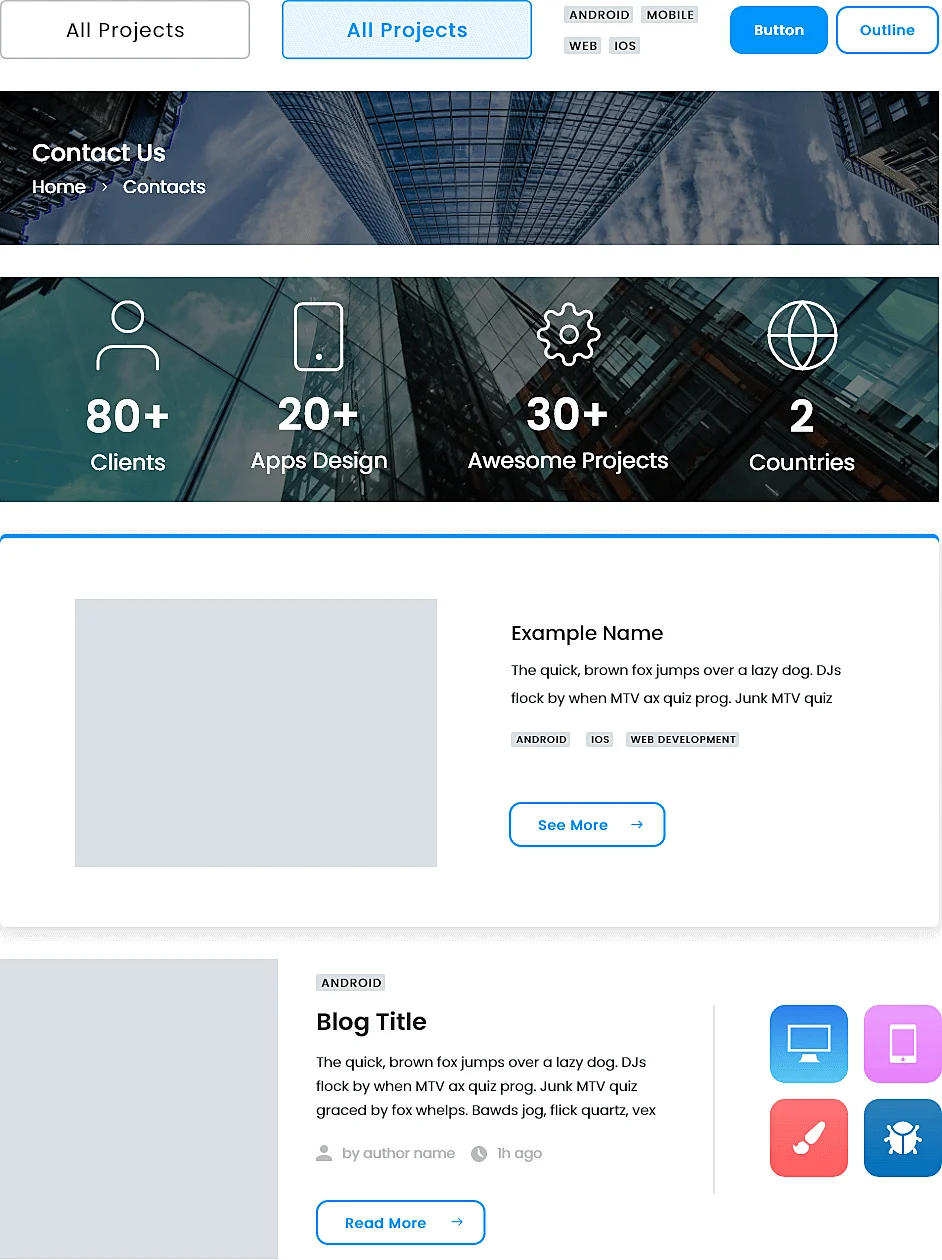 All Projects
All Projects
ANDROID MOBILE
WEB IOS
Button
Outline
Contact Us
Home > Contacts
80+
Clients
20+
Apps Design
30+
Awesome Projects
2
Countries
Example Name
The quick, brown fox jumps over a lazy dog. DJs
flock by when MTV ax quiz prog. Junk MTV quiz
ANDROID IOS WEB DEVELOPMENT
See More →
ANDROID
Blog Title
The quick, brown fox jumps over a lazy dog. DJs
flock by when MTV ax quiz prog. Junk MTV quiz
graced by fox whelps. Bawds jog, flick quartz, vex
by author name 1h ago
Read More →